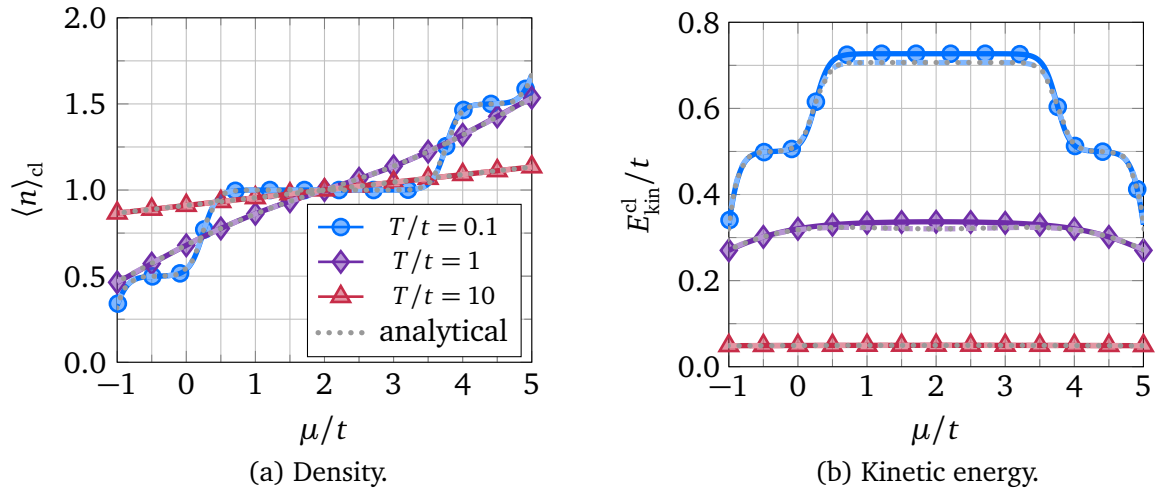 2.0
1.5
1.0
0.5
0.0
⟨n⟩cl
−1 0 1 2 3 4 5
μ/t
T/t = 0.1
T/t = 1
T/t = 10
analytical
(a) Density.
0.8
0.6
0.4
0.2
0.0
E^cl_kin/t
−1 0 1 2 3 4 5
μ/t
(b) Kinetic energy.